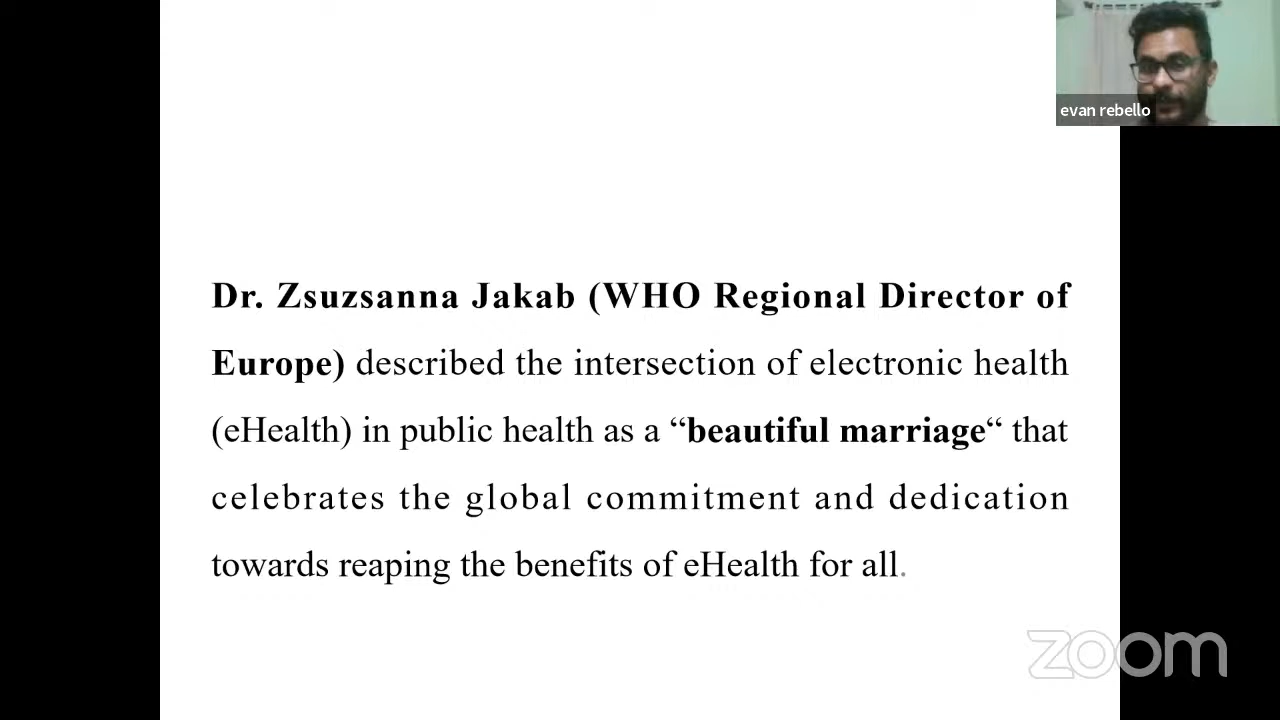 evan rebello
Dr. Zsuzsanna Jakab (WHO Regional Director of
Europe) described the intersection of electronic health
(eHealth) in public health as a “beautiful marriage“ that
celebrates the global commitment and dedication
towards reaping the benefits of eHealth for all.
zoom